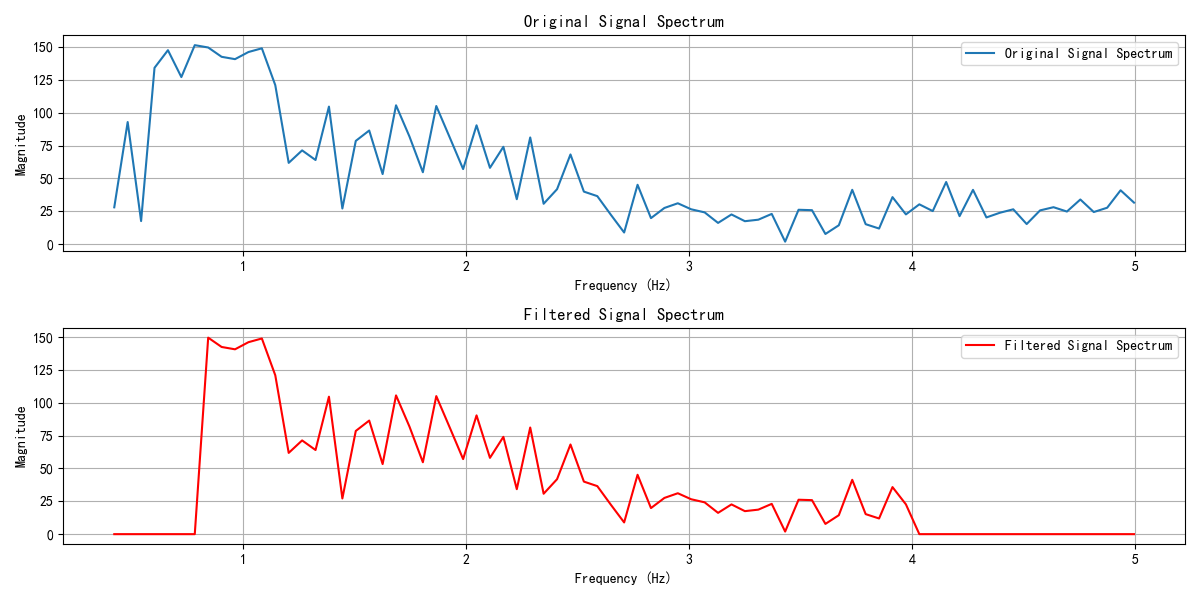 Original Signal Spectrum
150
125
100
75
50
25
0
Magnitude
Original Signal Spectrum
1 2 3 4 5
Frequency (Hz)
Filtered Signal Spectrum
150
125
100
75
50
25
0
Magnitude
Filtered Signal Spectrum
1 2 3 4 5
Frequency (Hz)